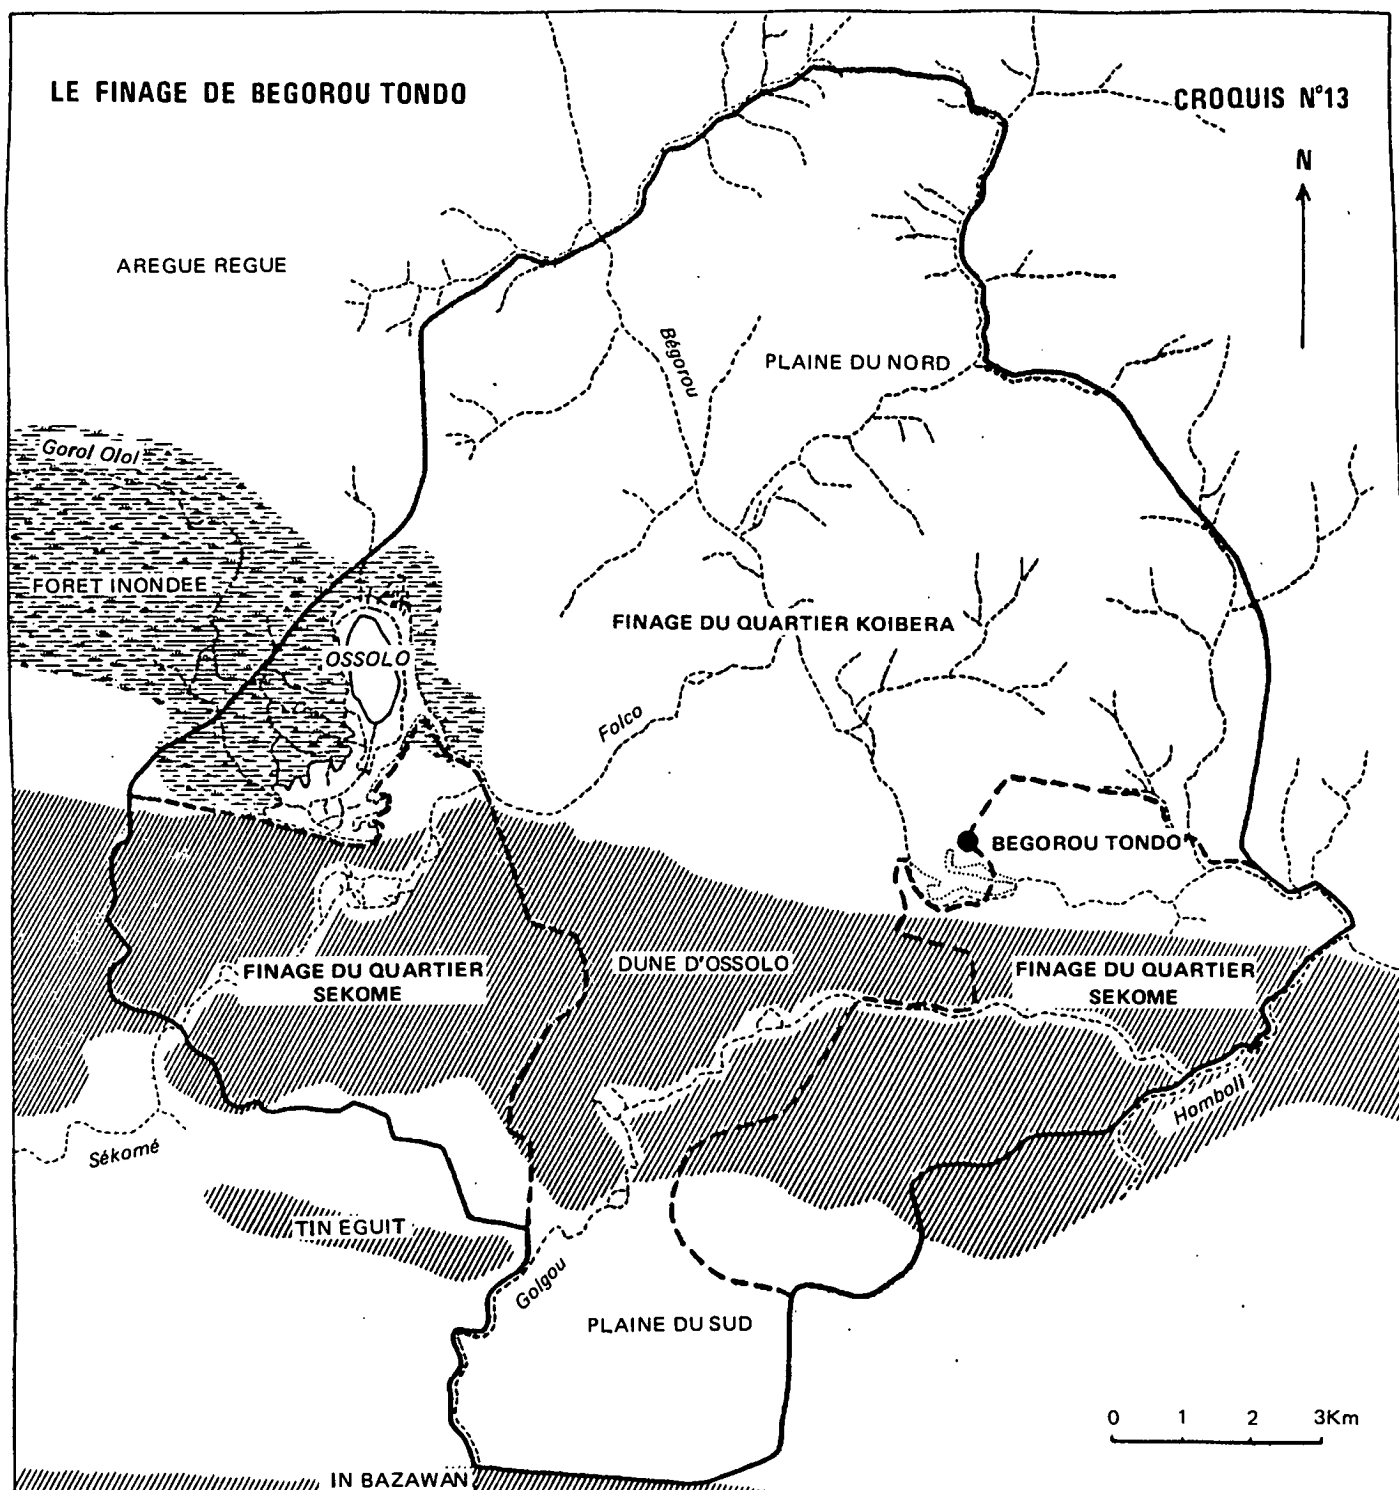 LE FINAGE DE BEGOROU TONDO
CROQUIS N°13
N
AREGUE REGUE
Bégorou
PLAINE DU NORD
Gorol Olol
FORET INONDEE
FINAGE DU QUARTIER KOIBERA
OSSOLO
Folco
BEGOROU TONDO
FINAGE DU QUARTIER
SEKOME
DUNE D'OSSOLO
FINAGE DU QUARTIER
SEKOME
Homboli
Sékomé
TIN EGUIT
Golgou
PLAINE DU SUD
0 1 2 3Km
IN BAZAWAN